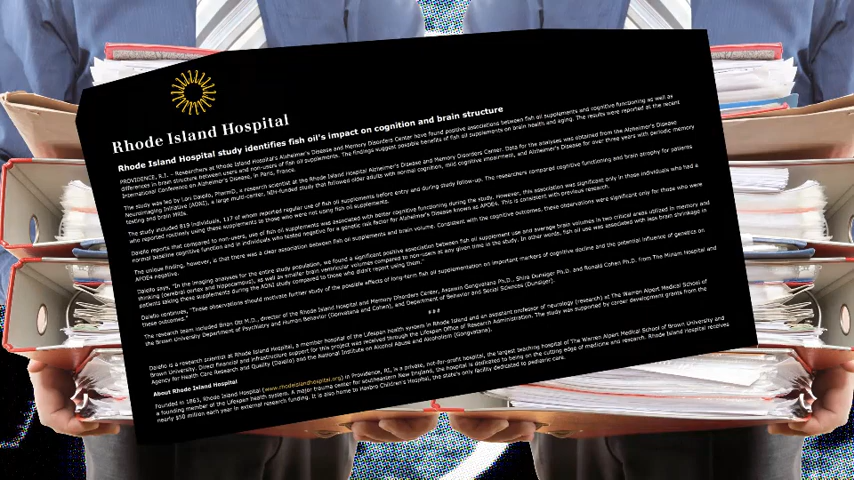 Rhode Island Hospital
Rhode Island Hospital study identifies fish oil's impact on cognition and brain structure
PROVIDENCE, R.I. – Researchers at Rhode Island Hospital's Alzheimer's Disease and Memory Disorders Center have found positive associations between fish oil supplements and cognitive functioning as well as
differences in brain structure between users and non-users of fish oil supplements. The findings suggest possible benefits of fish oil supplements on brain health and aging. The results were reported at the recent
International Conference on Alzheimer's Disease, in Paris, France.
The study was led by Lori Daiello, PharmD, a research scientist at the Rhode Island Hospital Alzheimer's Disease and Memory Disorders Center. Data for the analyses was obtained from the Alzheimer's Disease
Neuroimaging Initiative (ADNI), a large multi-center, NIH-funded study that followed older adults with normal cognition, mild cognitive impairment, and Alzheimer's Disease for over three years with periodic memory
testing and brain MRIs.
The study included 819 individuals, 117 of whom reported regular use of fish oil supplements before entry and during study follow-up. The researchers compared cognitive functioning and brain atrophy for patients
who reported routinely using these supplements to those who were not using fish oil supplements.
Daiello reports that compared to non-users, use of fish oil supplements was associated with better cognitive functioning during the study. However, this association was significant only in those individuals who had a
normal baseline cognitive function and in individuals who tested negative for a genetic risk factor for Alzheimer's Disease known as APOE4. This is consistent with previous research.
The unique finding, however, is that there was a clear association between fish oil supplements and brain volume. Consistent with the cognitive outcomes, these observations were significant only for those who were
APOE4 negative.
Daiello says, "In the imaging analyses for the entire study population, we found a significant positive association between fish oil supplement use and average brain volumes in two critical areas utilized in memory and
thinking (cerebral cortex and hippocampus), as well as smaller brain ventricular volumes compared to non-users at any given time in the study. In other words, fish oil use was associated with less brain shrinkage in
patients taking these supplements during the ADNI study compared to those who didn't report using them."
Daiello continues, "These observations should motivate further study of the possible effects of long-term fish oil supplementation on important markers of cognitive decline and the potential influence of genetics on
these outcomes."
The research team included Brian Ott M.D., director of the Rhode Island Hospital and Memory Disorders Center, Assawin Gongvatana Ph.D., Shira Dunsiger Ph.D. and Ronald Cohen Ph.D. from The Miriam Hospital and
the Brown University Department of Psychiatry and Human Behavior (Gongvatana and Cohen), and Department of Behavior and Social Sciences (Dunsiger).
###
Daiello is a research scientist at Rhode Island Hospital, a member hospital of the Lifespan health system in Rhode Island and an assistant professor of neurology (research) at The Warren Alpert Medical School of
Brown University. Direct financial and infrastructure support for this project was received through the Lifespan Office of Research Administration. The study was supported by career development grants from the
Agency for Health Care Research and Quality (Daiello) and the National Institute on Alcohol Abuse and Alcoholism (Gongvatana).
About Rhode Island Hospital
Founded in 1863, Rhode Island Hospital (www.rhodeislandhospital.org) in Providence, RI, is a private, not-for-profit hospital, the largest teaching hospital of The Warren Alpert Medical School of Brown University and
a founding member of the Lifespan health system. A major trauma center for southeastern New England, the hospital is dedicated to being on the cutting edge of medicine and research. Rhode Island Hospital receives
nearly $50 million each year in external research funding. It is also home to Hasbro Children's Hospital, the state's only facility dedicated to pediatric care.